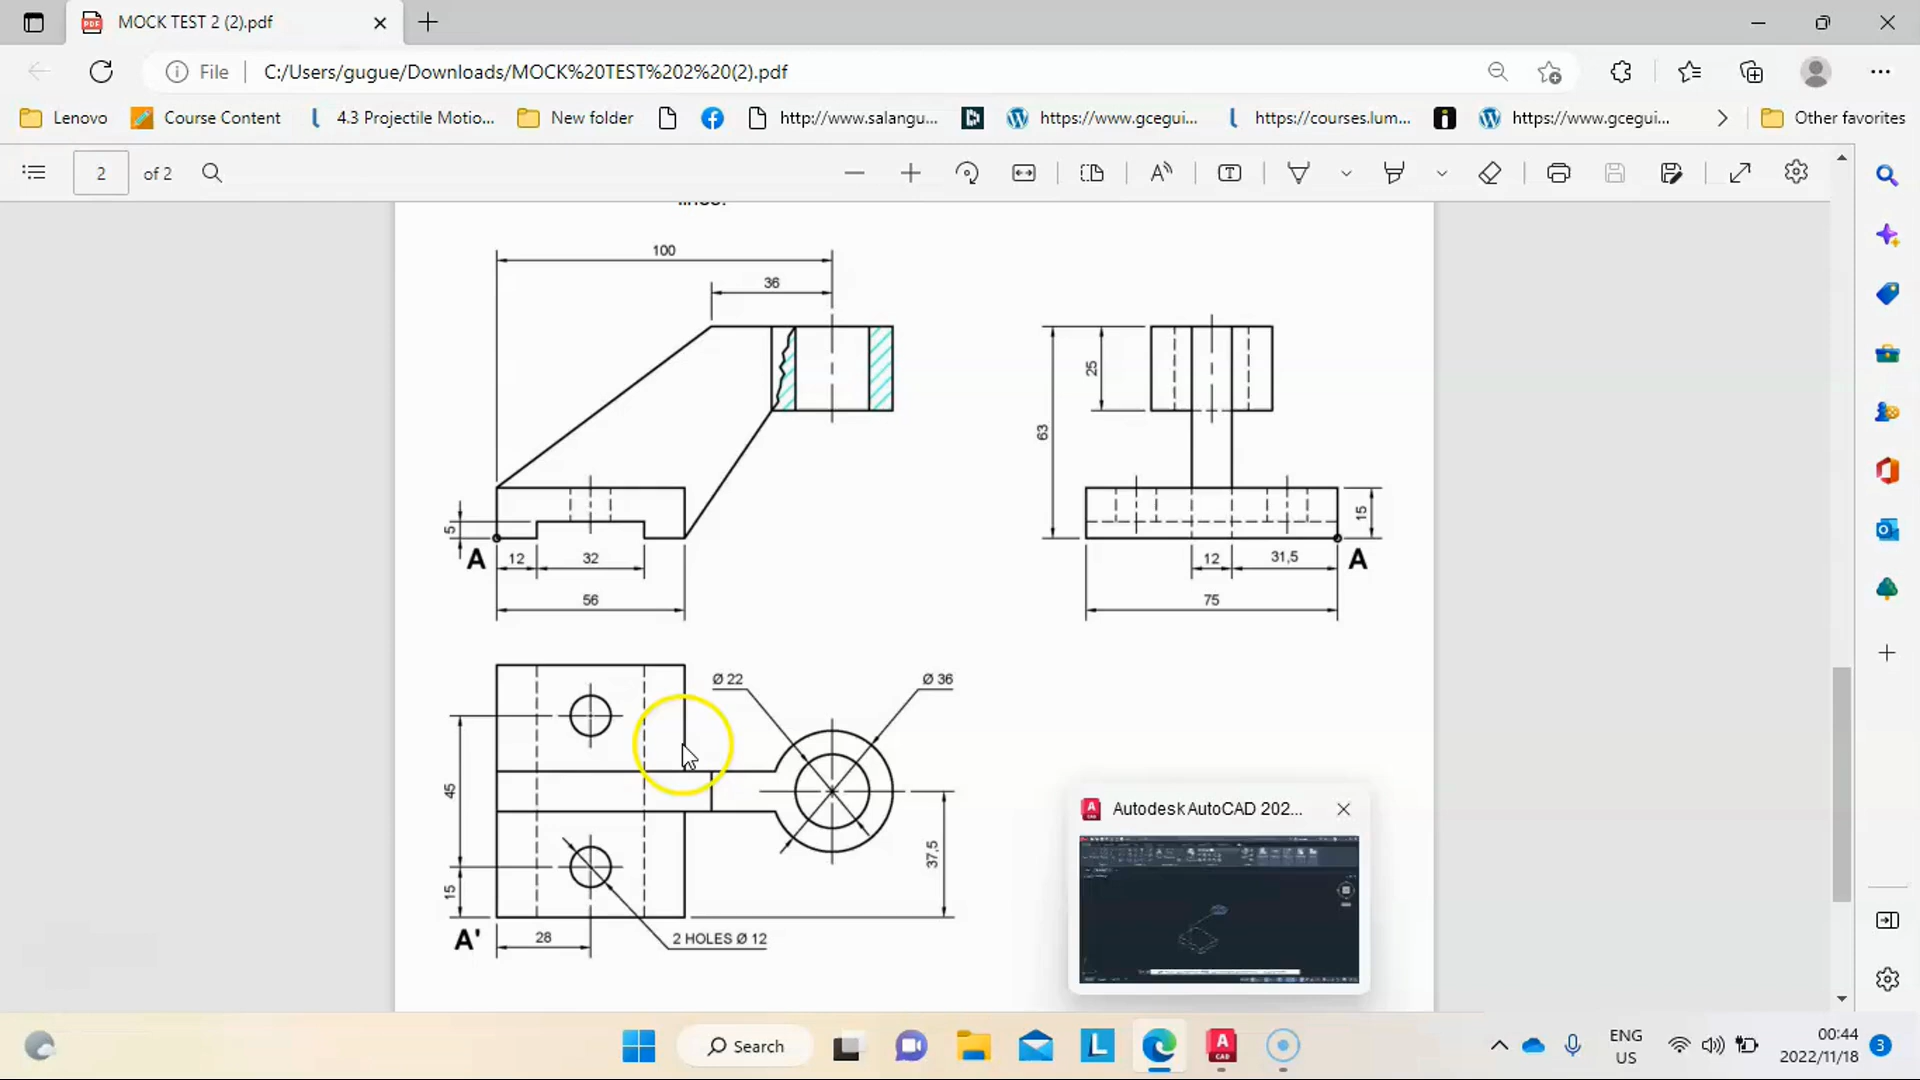 MOCK TEST 2 (2).pdf
File
C:/Users/gugue/Downloads/MOCK%20TEST%202%20(2).pdf
Lenovo
Course Content
4.3 Projectile Motio...
New folder
http://www.salangu...
https://www.gcegui...
https://courses.lum...
https://www.gcegui...
Other favorites
2 of 2
100
36
25
63
5
A
12
32
56
12
31,5
15
A
75
Ø 22
Ø 36
45
15
37,5
A'
28
2 HOLES Ø 12
Autodesk AutoCAD 202...
Search
ENG
US
00:44
2022/11/18
3